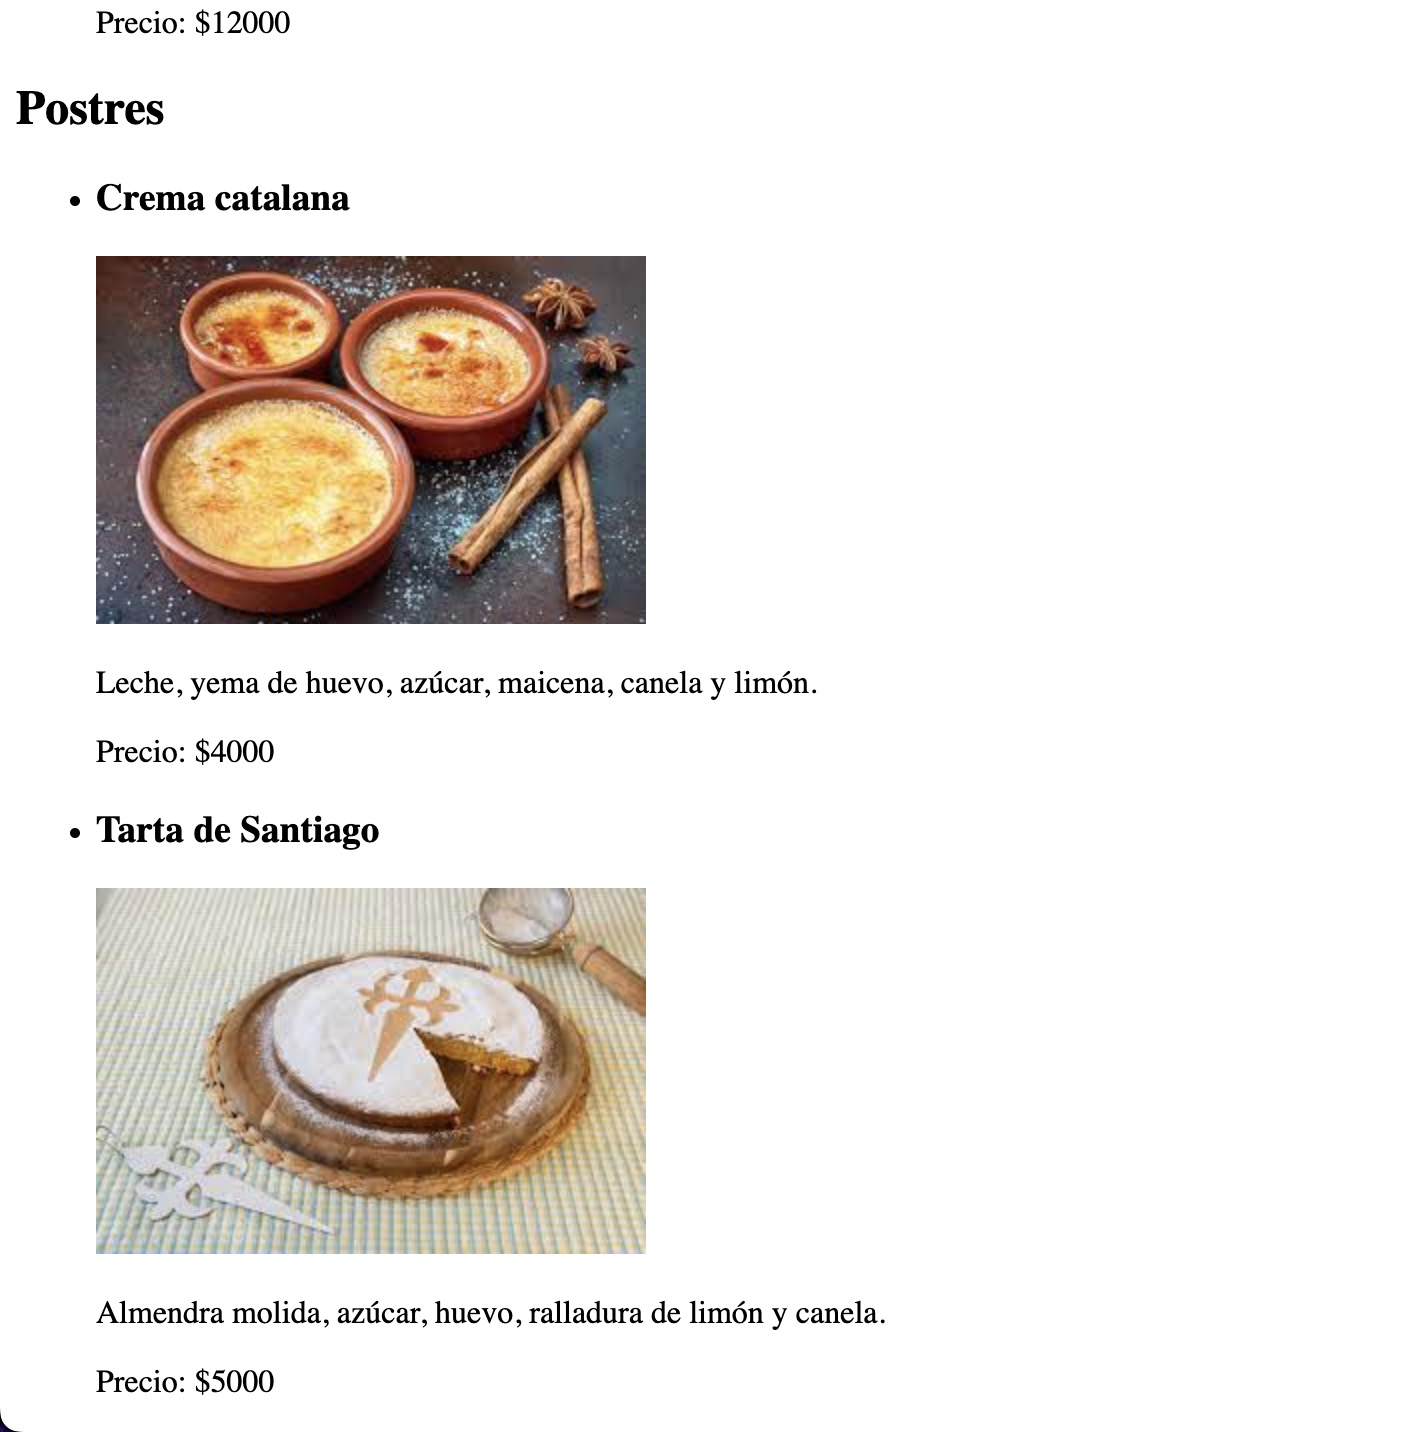 Precio: $12000
Postres
Crema catalana
Leche, yema de huevo, azúcar, maicena, canela y limón.
Precio: $4000
Tarta de Santiago
Almendra molida, azúcar, huevo, ralladura de limón y canela.
Precio: $5000